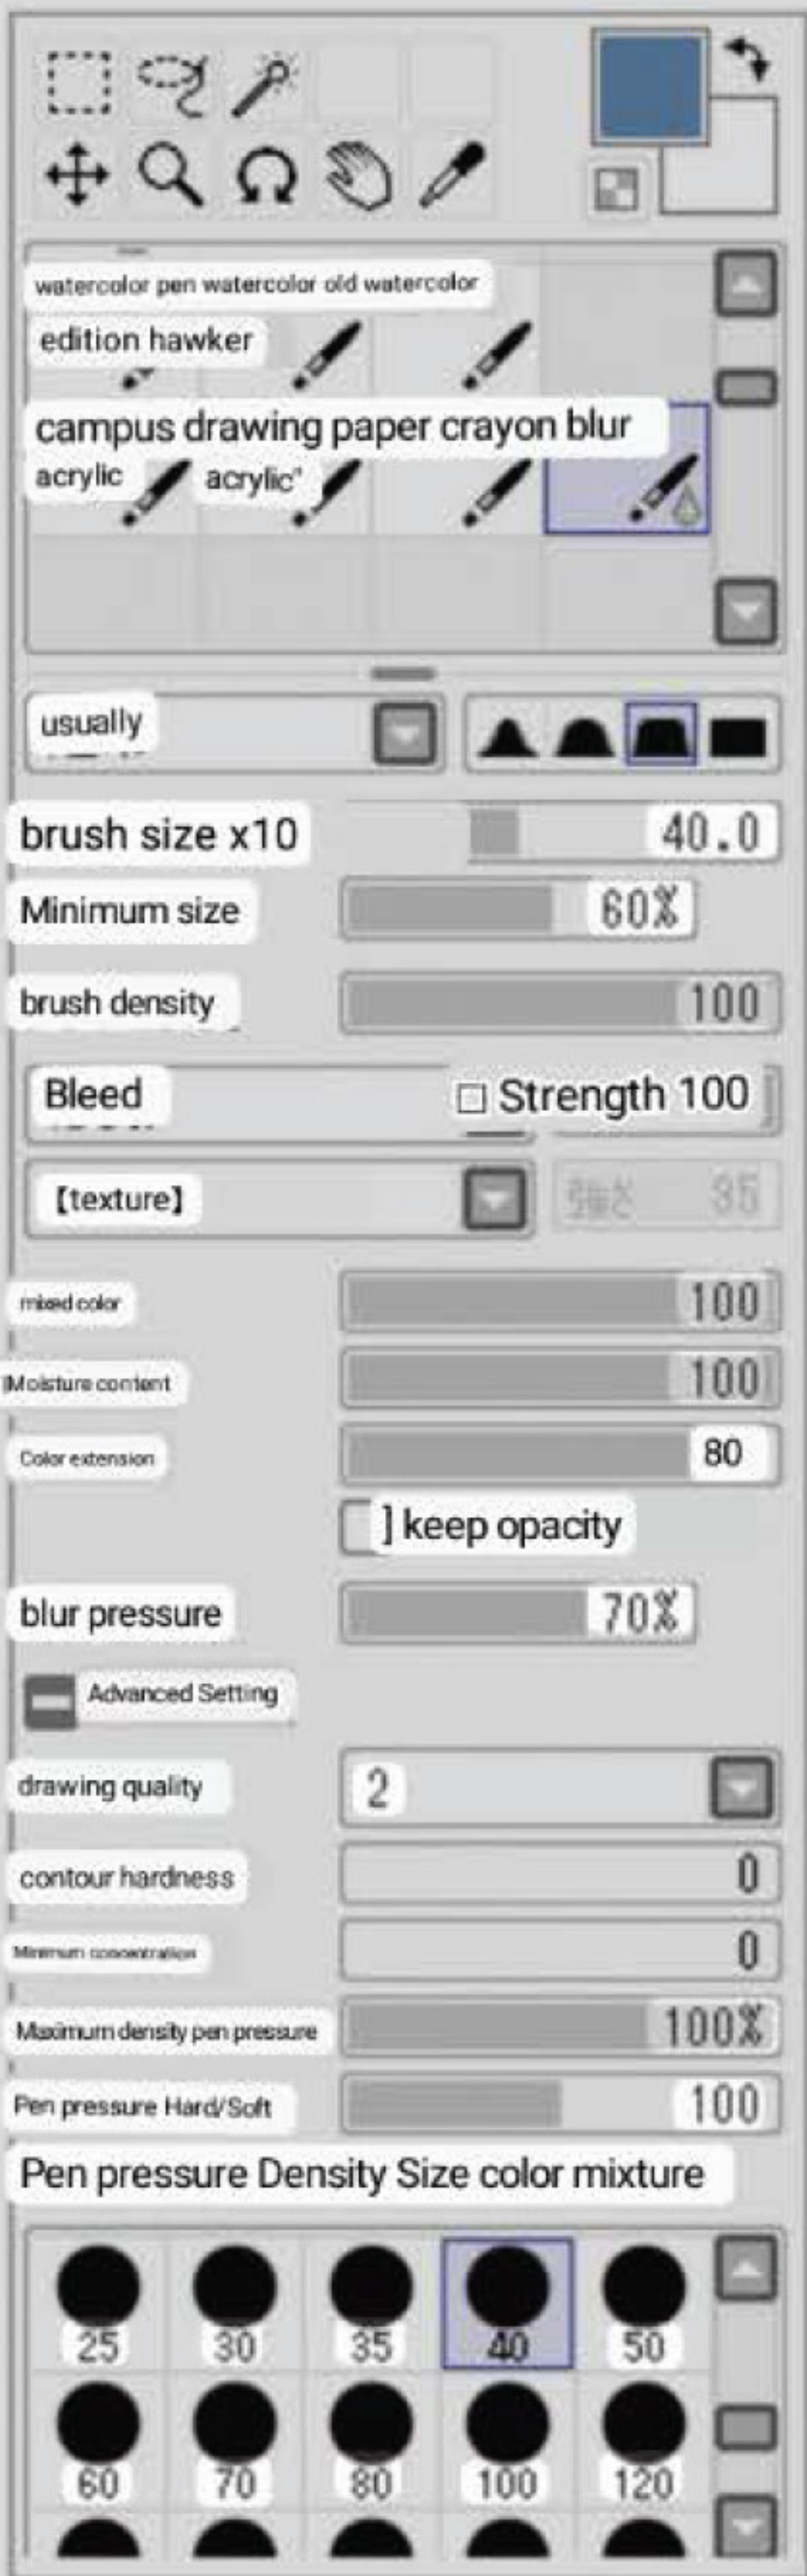 watercolor pen watercolor old watercolor
edition hawker
campus drawing paper crayon blur
acrylic acrylic"
usually
brush size x10 40.0
Minimum size 60%
brush density 100
Bleed □ Strength 100
【texture】 強さ 35
mixed color 100
Moisture content 100
Color extension 80
] keep opacity
blur pressure 70%
Advanced Setting
drawing quality 2
contour hardness 0
Minimum concentration 0
Maximum density pen pressure 100%
Pen pressure Hard/Soft 100
Pen pressure Density Size color mixture
25 30 35 40 50
60 70 80 100 120